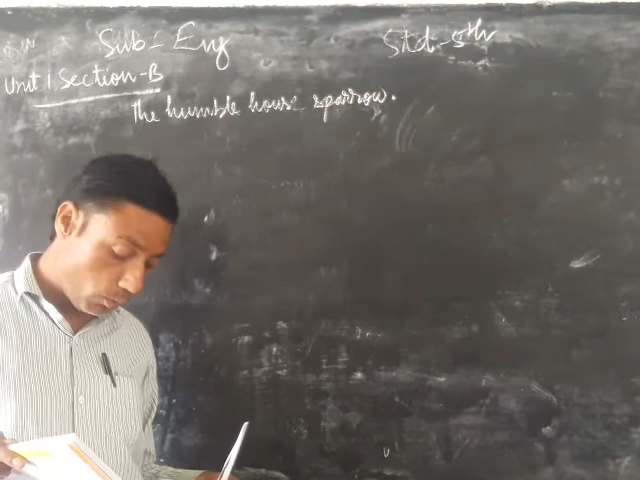 Sub - Eng
Std - 5th
Unit 1 Section - B
The humble house sparrow.